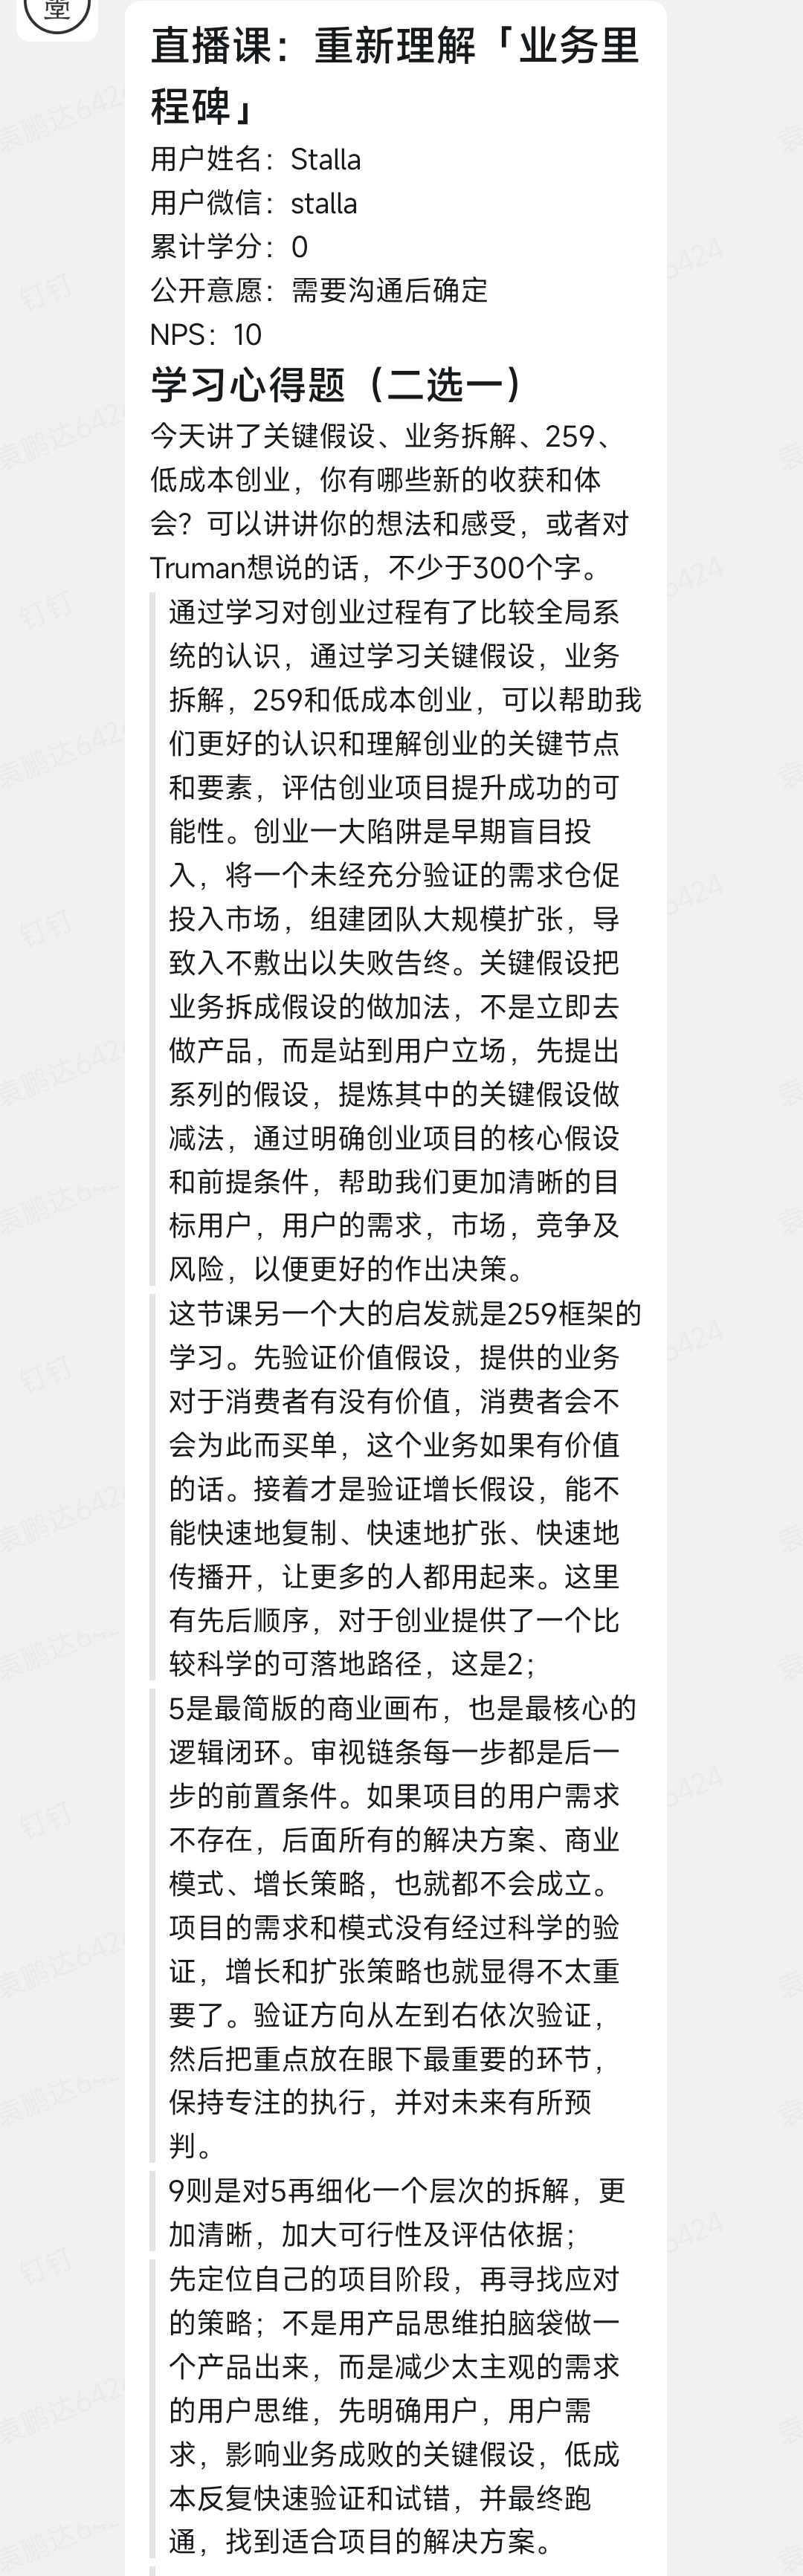 堂
直播课：重新理解「业务里
程碑」
用户姓名：Stalla
用户微信：stalla
累计学分：0
公开意愿：需要沟通后确定
NPS：10
学习心得题（二选一）
今天讲了关键假设、业务拆解、259、
低成本创业，你有哪些新的收获和体
会？可以讲讲你的想法和感受，或者对
Truman想说的话，不少于300个字。
通过学习对创业过程有了比较全局系
统的认识，通过学习关键假设，业务
拆解，259和低成本创业，可以帮助我
们更好的认识和理解创业的关键节点
和要素，评估创业项目提升成功的可
能性。创业一大陷阱是早期盲目投
入，将一个未经充分验证的需求仓促
投入市场，组建团队大规模扩张，导
致入不敷出以失败告终。关键假设把
业务拆成假设的做加法，不是立即去
做产品，而是站到用户立场，先提出
系列的假设，提炼其中的关键假设做
减法，通过明确创业项目的核心假设
和前提条件，帮助我们更加清晰的目
标用户，用户的需求，市场，竞争及
风险，以便更好的作出决策。
这节课另一个大的启发就是259框架的
学习。先验证价值假设，提供的业务
对于消费者有没有价值，消费者会不
会为此而买单，这个业务如果有价值
的话。接着才是验证增长假设，能不
能快速地复制、快速地扩张、快速地
传播开，让更多的人都用起来。这里
有先后顺序，对于创业提供了一个比
较科学的可落地路径，这是2；
5是最简版的商业画布，也是最核心的
逻辑闭环。审视链条每一步都是后一
步的前置条件。如果项目的用户需求
不存在，后面所有的解决方案、商业
模式、增长策略，也就都不会成立。
项目的需求和模式没有经过科学的验
证，增长和扩张策略也就显得不太重
要了。验证方向从左到右依次验证，
然后把重点放在眼下最重要的环节，
保持专注的执行，并对未来有所预
判。
9则是对5再细化一个层次的拆解，更
加清晰，加大可行性及评估依据；
先定位自己的项目阶段，再寻找应对
的策略；不是用产品思维拍脑袋做一
个产品出来，而是减少太主观的需求
的用户思维，先明确用户，用户需
求，影响业务成败的关键假设，低成
本反复快速验证和试错，并最终跑
通，找到适合项目的解决方案。
袁鹏达6424
钉钉